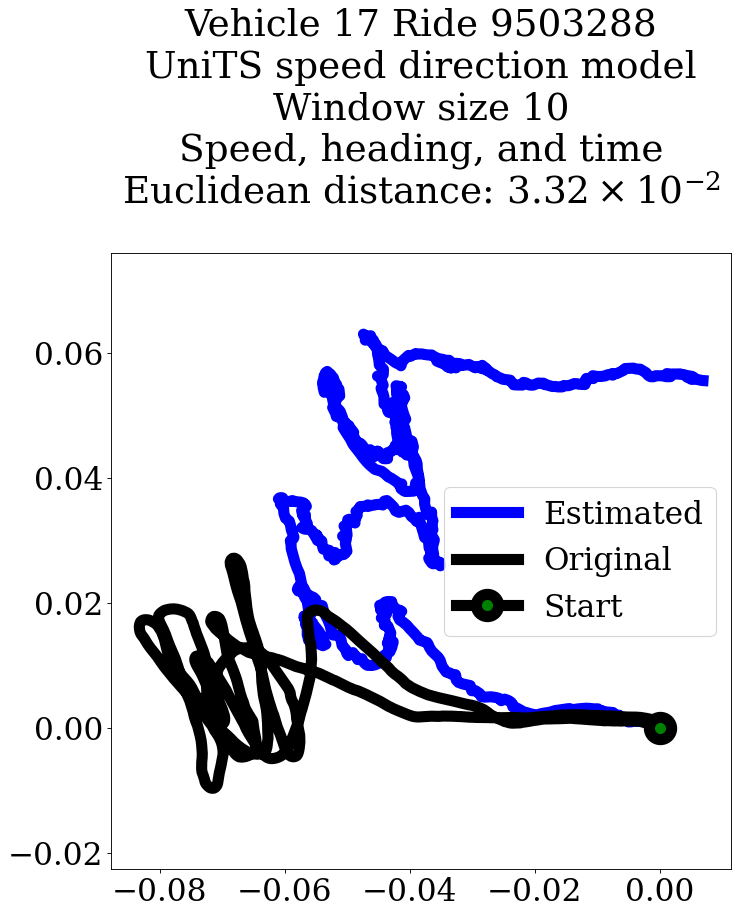 Vehicle 17 Ride 9503288
UniTS speed direction model
Window size 10
Speed, heading, and time
Euclidean distance: 3.32 × 10⁻²
0.06
0.04
0.02
0.00
−0.02
Estimated
Original
Start
−0.08 −0.06 −0.04 −0.02 0.00